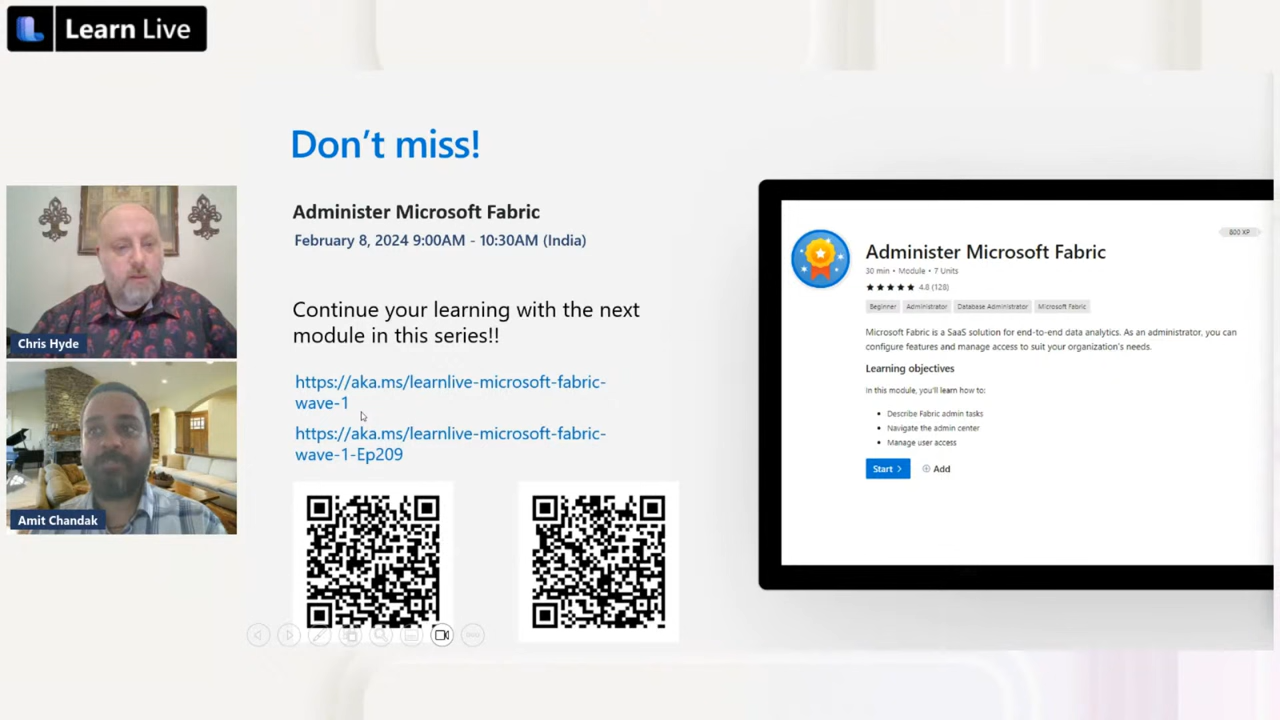 Learn Live
Don't miss!
Administer Microsoft Fabric
February 8, 2024 9:00AM - 10:30AM (India)
Continue your learning with the next
module in this series!!
https://aka.ms/learnlive-microsoft-fabric-
wave-1
https://aka.ms/learnlive-microsoft-fabric-
wave-1-Ep209
Chris Hyde
Amit Chandak
800 XP
Administer Microsoft Fabric
30 min • Module • 7 Units
4.8 (128)
Beginner Administrator Database Administrator Microsoft Fabric
Microsoft Fabric is a SaaS solution for end-to-end data analytics. As an administrator, you can
configure features and manage access to suit your organization's needs.
Learning objectives
In this module, you'll learn how to:
• Describe Fabric admin tasks
• Navigate the admin center
• Manage user access
Start >
Add